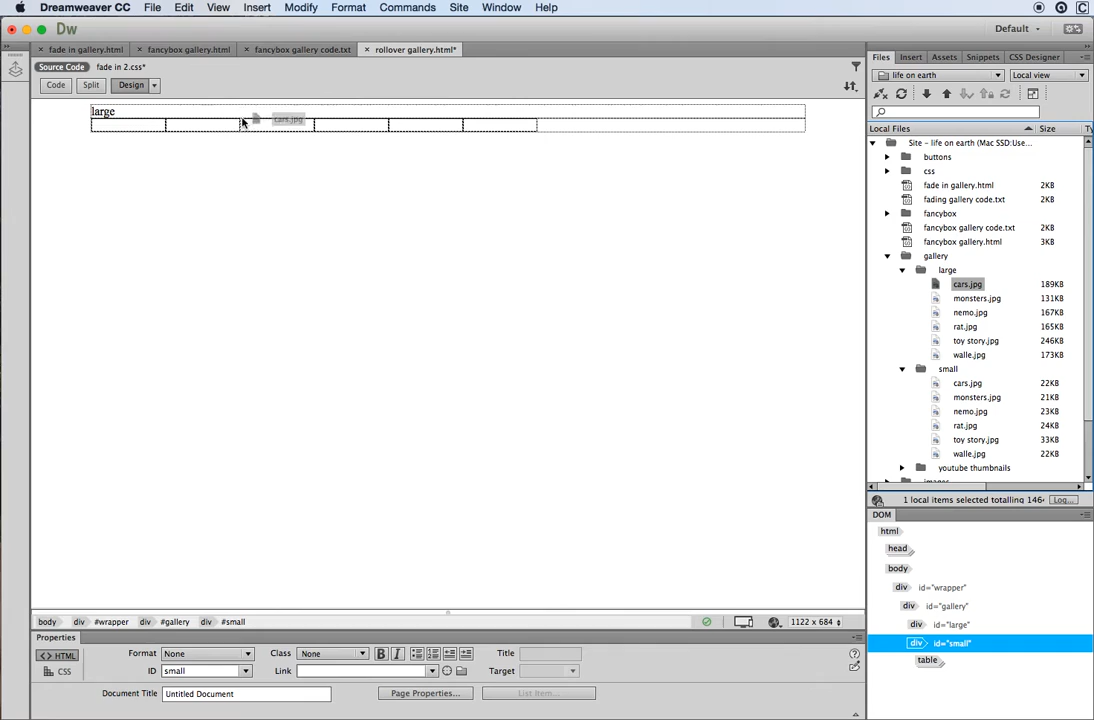 Dreamweaver CC File Edit View Insert Modify Format Commands Site Window Help
Dw Default
fade in gallery.html fancybox gallery.html fancybox gallery code.txt rollover gallery.html*
Source Code fade in 2.css*
Code Split Design
large
cars.jpg
Files Insert Assets Snippets CSS Designer
life on earth Local view
Local Files Size Ty
Site - life on earth (Mac SSD:Use...
buttons
css
fade in gallery.html 2KB
fading gallery code.txt 2KB
fancybox
fancybox gallery code.txt 2KB
fancybox gallery.html 3KB
gallery
large
cars.jpg 189KB
monsters.jpg 131KB
nemo.jpg 167KB
rat.jpg 165KB
toy story.jpg 246KB
walle.jpg 173KB
small
cars.jpg 22KB
monsters.jpg 21KB
nemo.jpg 23KB
rat.jpg 24KB
toy story.jpg 33KB
walle.jpg 22KB
youtube thumbnails
1 local items selected totalling 146 Log...
DOM
html
head
body
div id="wrapper"
div id="gallery"
div id="large"
div id="small"
table
body div #wrapper div #gallery div #small 1122 x 684
Properties
<> HTML Format None Class None B I Title
CSS ID small Link Target
Document Title Untitled Document Page Properties... List Item...